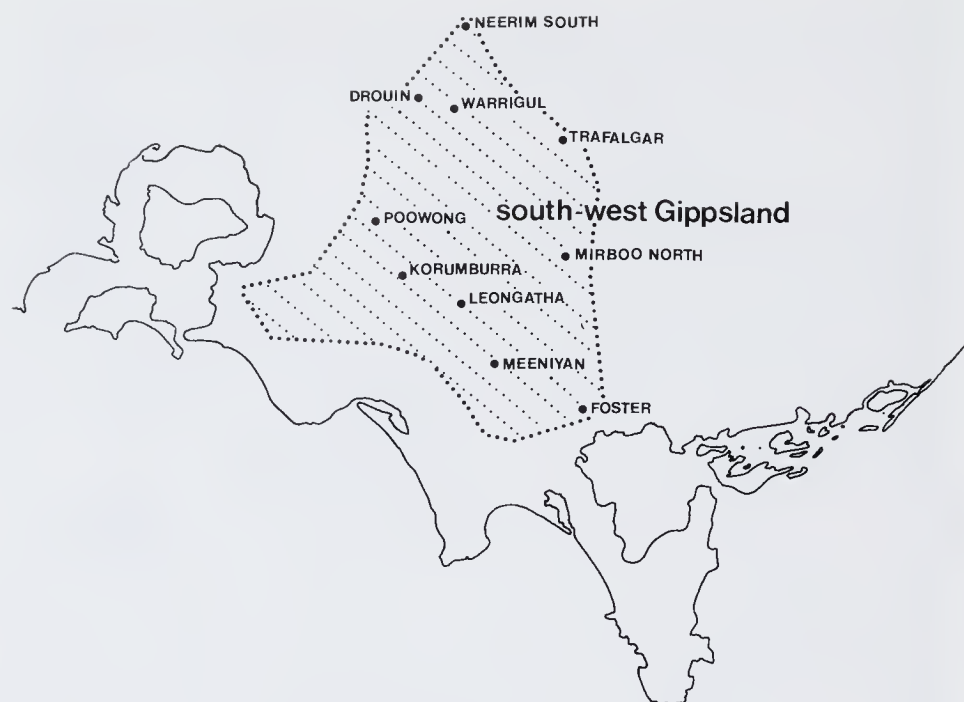 NEERIM SOUTH
DROUIN
WARRIGUL
TRAFALGAR
south-west Gippsland
POOWONG
MIRBOO NORTH
KORUMBURRA
LEONGATHA
MEENIYAN
FOSTER